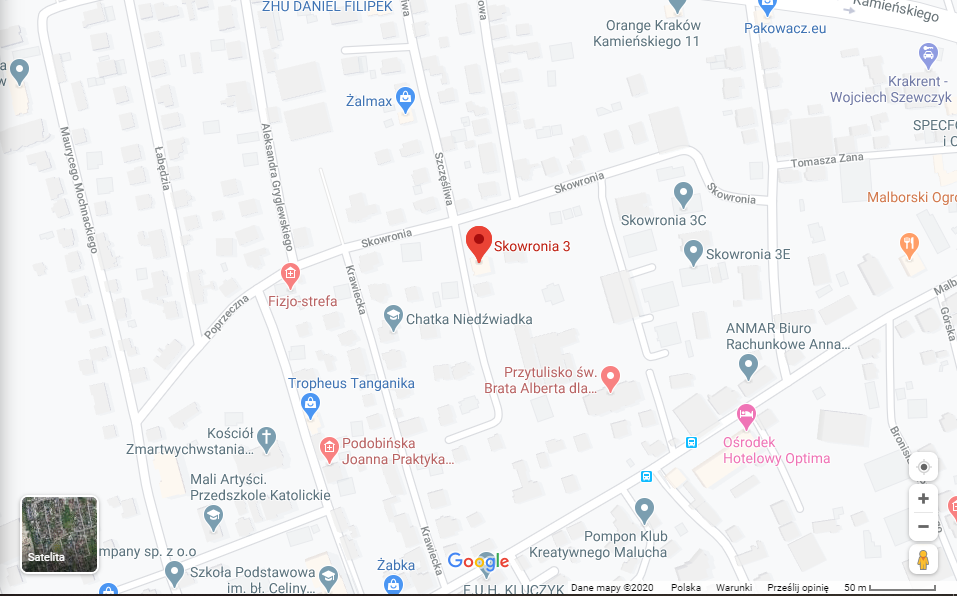 ZHU DANIEL FILIPEK
Kamieńskiego
Orange Kraków
Kamieńskiego 11
Pakowacz.eu
Krakrent -
Wojciech Szewczyk
Żalmax
SPECFO
i C
Maurycego Mochnackiego
Łabędzia
Aleksandra Gryglewskiego
Szczęśliwa
Tomasza Zana
Skowronia
Skowronia
Malborski Ogro
Skowronia 3C
Skowronia
Skowronia 3
Skowronia 3E
Krawiecka
Fizjo-strefa
Poprzeczna
Malb
Górska
Chatka Niedźwiadka
ANMAR Biuro
Rachunkowe Anna...
Przytulisko św.
Brata Alberta dla...
Tropheus Tanganika
Kościół
Zmartwychwstania...
Podobińska
Joanna Praktyka...
Ośrodek
Hotelowy Optima
Bronisła
Mali Artyści.
Przedszkole Katolickie
Pompon Klub
Kreatywnego Malucha
Krawiecka
Satelita
mpany sp. z o.o
Szkoła Podstawowa
im. bł. Celiny...
Żabka
Google
F.U.H. KLUCZYK
Dane mapy ©2020 Polska Warunki Prześlij opinię 50 m